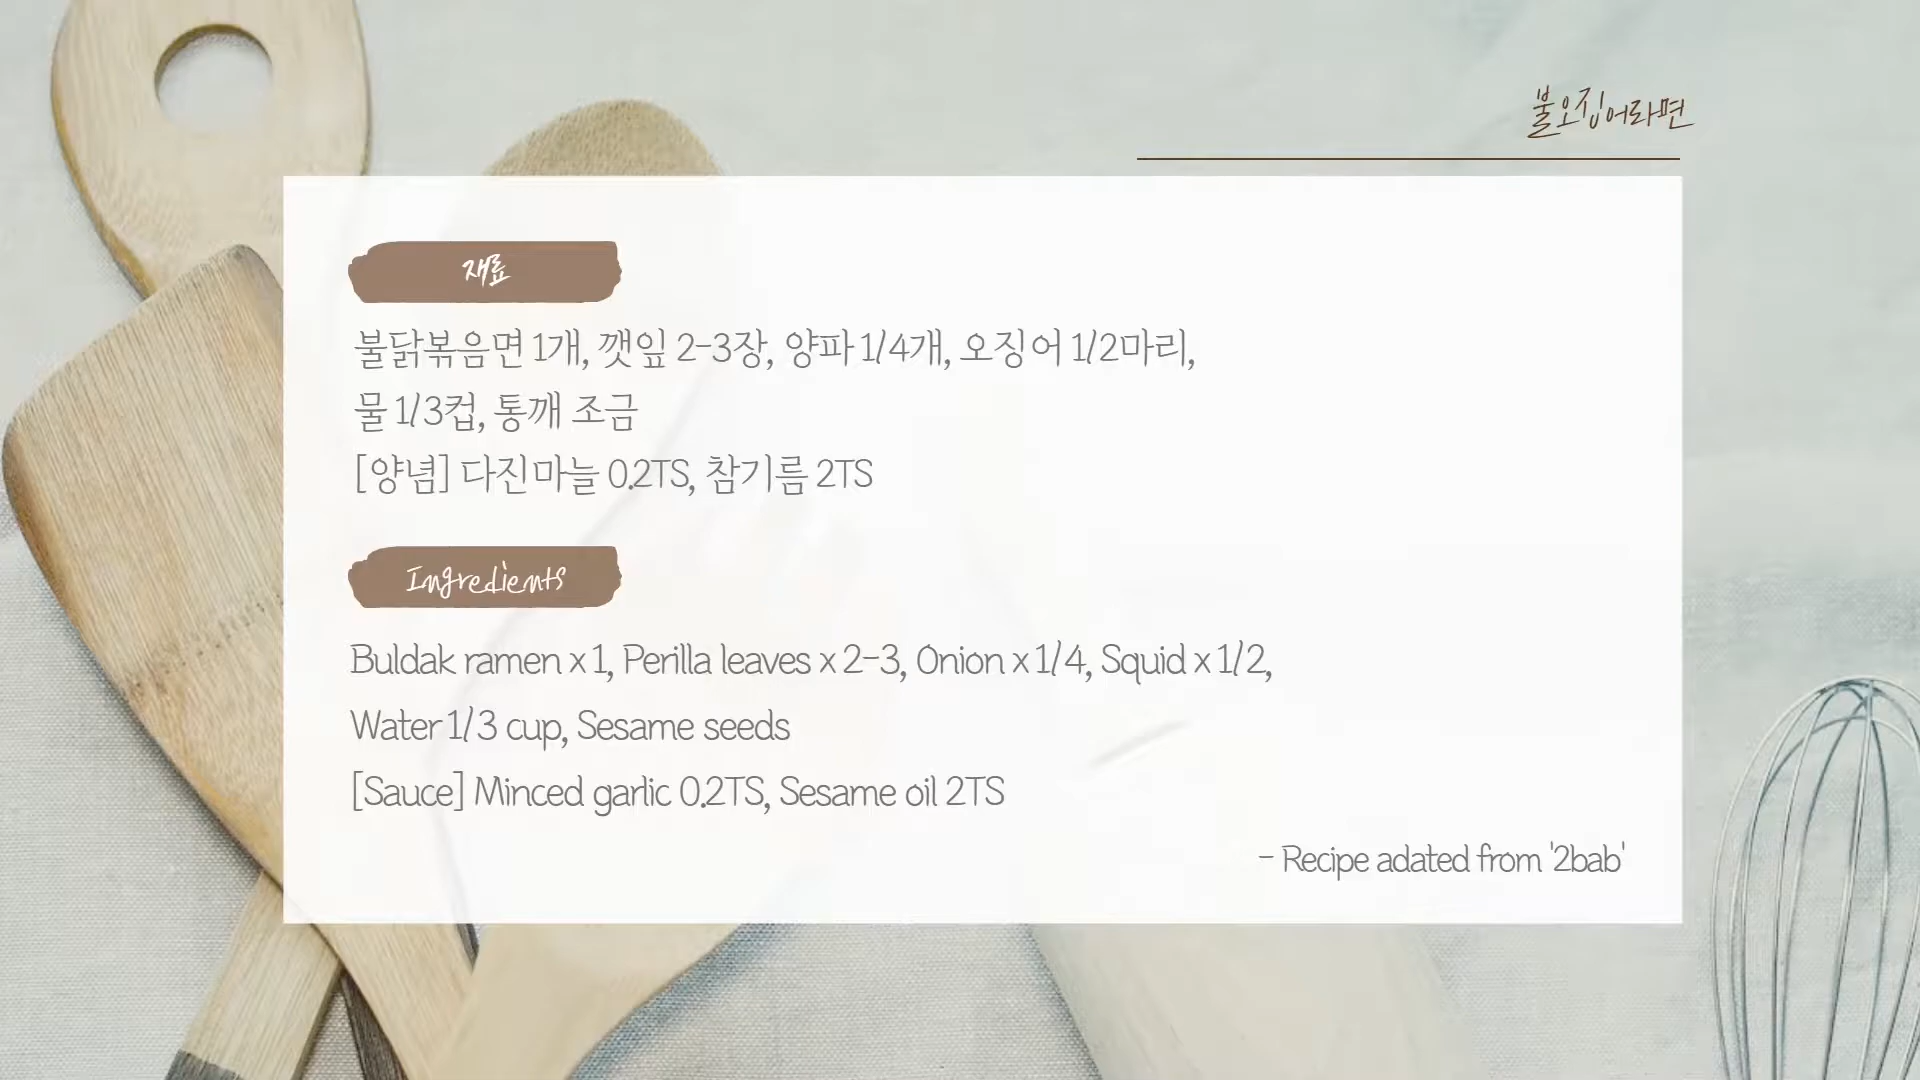 불오징어라면
재료
불닭볶음면 1개, 깻잎 2-3장, 양파 1/4개, 오징어 1/2마리,
물 1/3컵, 통깨 조금
[양념] 다진마늘 0.2TS, 참기름 2TS
Ingredients
Buldak ramen x 1, Perilla leaves x 2-3, Onion x 1/4, Squid x 1/2,
Water 1/3 cup, Sesame seeds
[Sauce] Minced garlic 0.2TS, Sesame oil 2TS
- Recipe adated from '2bab'